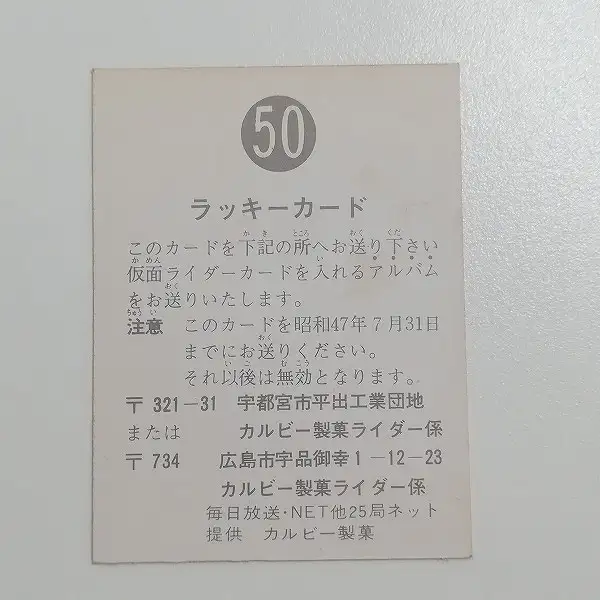 50
ラッキーカード
このカードを下記の所へお送り下さい
仮面ライダーカードを入れるアルバム
をお送りいたします。
注意 このカードを昭和47年7月31日
までにお送りください。
それ以後は無効となります。
〒321-31 宇都宮市平出工業団地
または カルビー製菓ライダー係
〒734 広島市宇品御幸1-12-23
カルビー製菓ライダー係
毎日放送・NET他25局ネット
提供 カルビー製菓